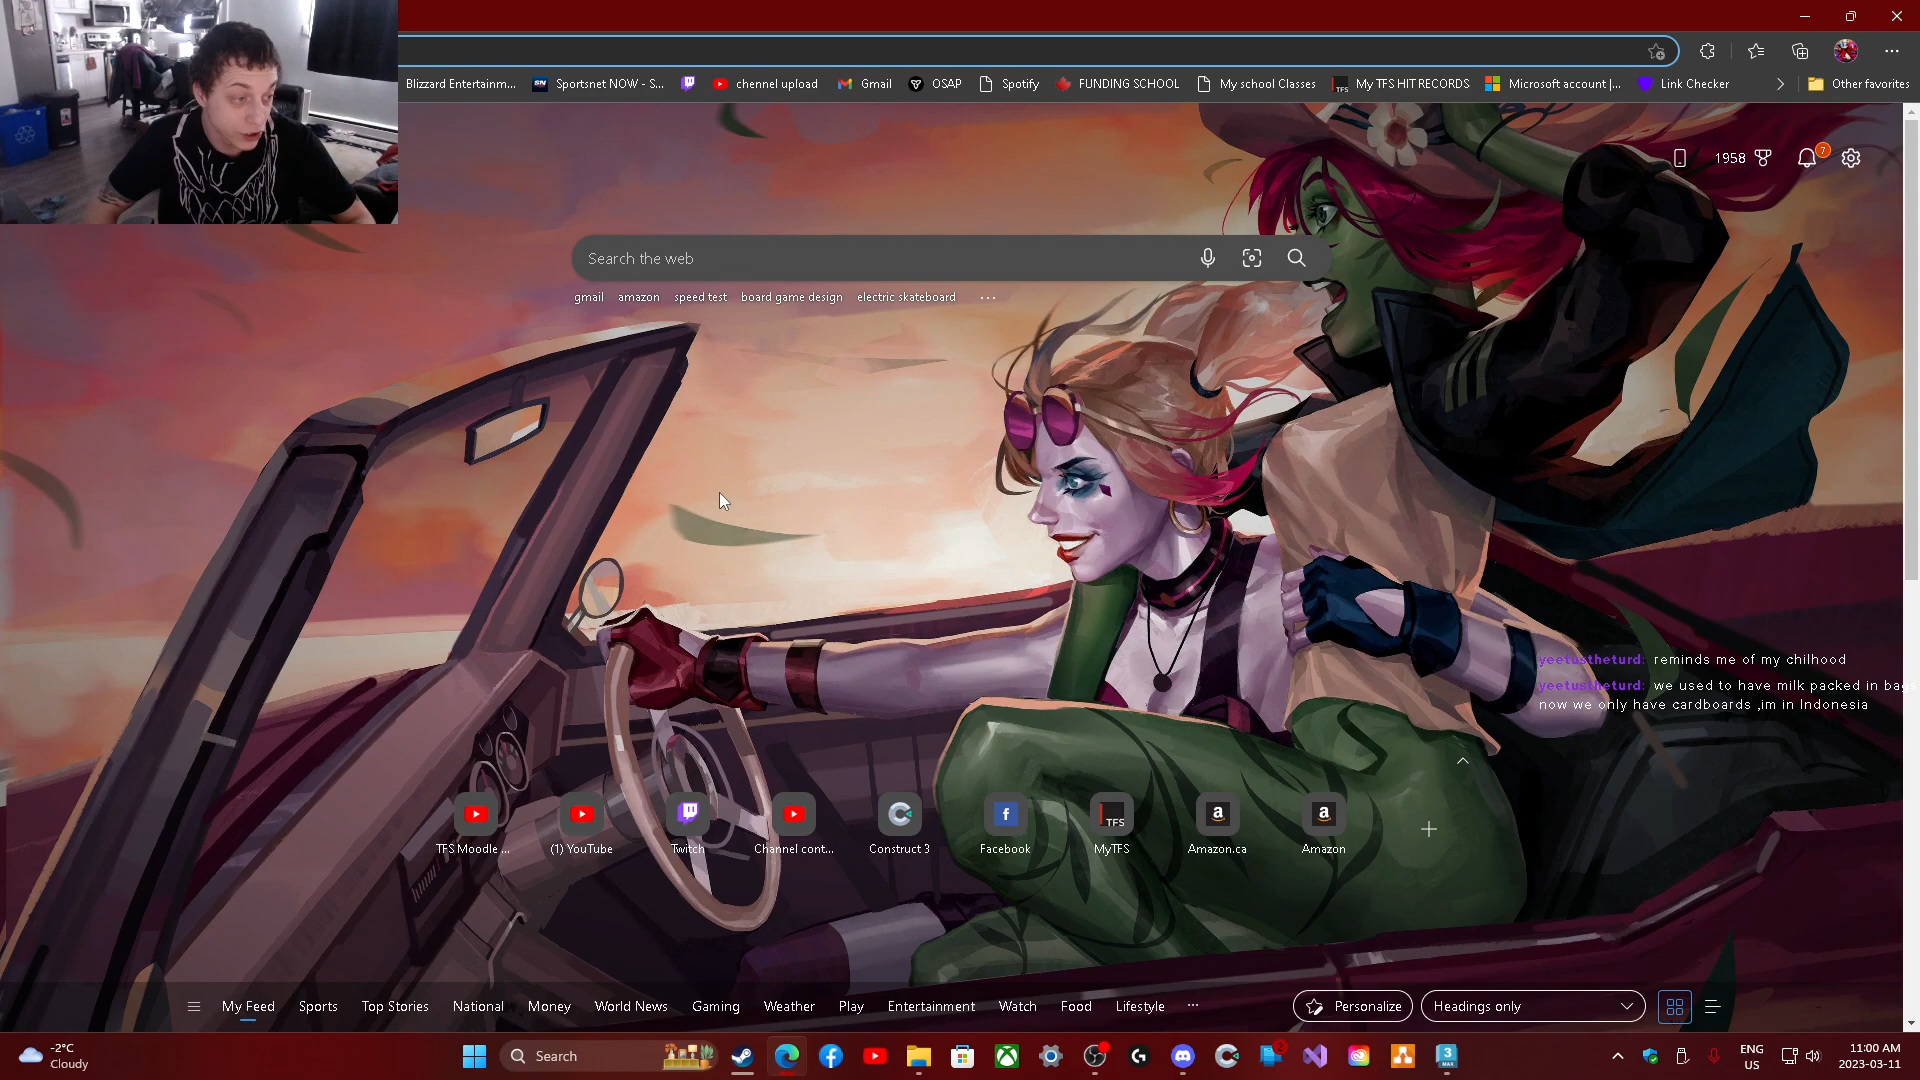 Blizzard Entertainm... Sportsnet NOW - S... chennel upload Gmail OSAP Spotify FUNDING SCHOOL My school Classes My TFS HIT RECORDS Microsoft account |... Link Checker Other favorites
1958 7
Search the web
gmail amazon speed test board game design electric skateboard ...
yeetustheturd: reminds me of my chilhood
yeetustheturd: we used to have milk packed in bags
now we only have cardboards ,im in Indonesia
TFS Moodle ... (1) YouTube Twitch Channel cont... Construct 3 Facebook MyTFS Amazon.ca Amazon
My Feed Sports Top Stories National Money World News Gaming Weather Play Entertainment Watch Food Lifestyle ... Personalize Headings only
-2°C
Cloudy
Search
ENG
US
11:00 AM
2023-03-11